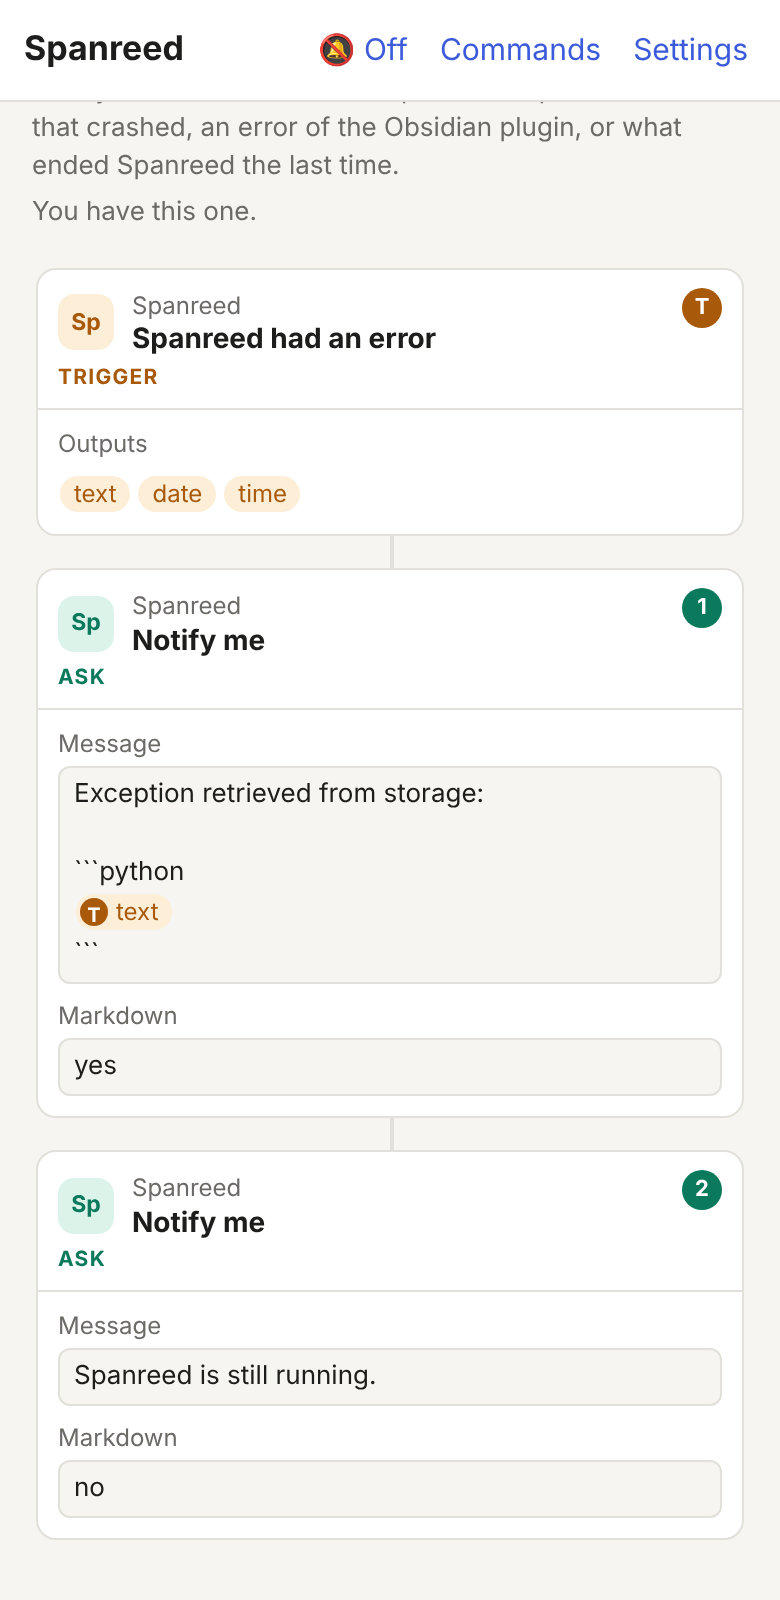 Spanreed
🔕 Off
Commands
Settings
that crashed, an error of the Obsidian plugin, or what
ended Spanreed the last time.
You have this one.
Sp
Spanreed
Spanreed had an error
T
TRIGGER
Outputs
text date time
Sp
Spanreed
Notify me
1
ASK
Message
Exception retrieved from storage:

```python
T text
```
Markdown
yes
Sp
Spanreed
Notify me
2
ASK
Message
Spanreed is still running.
Markdown
no